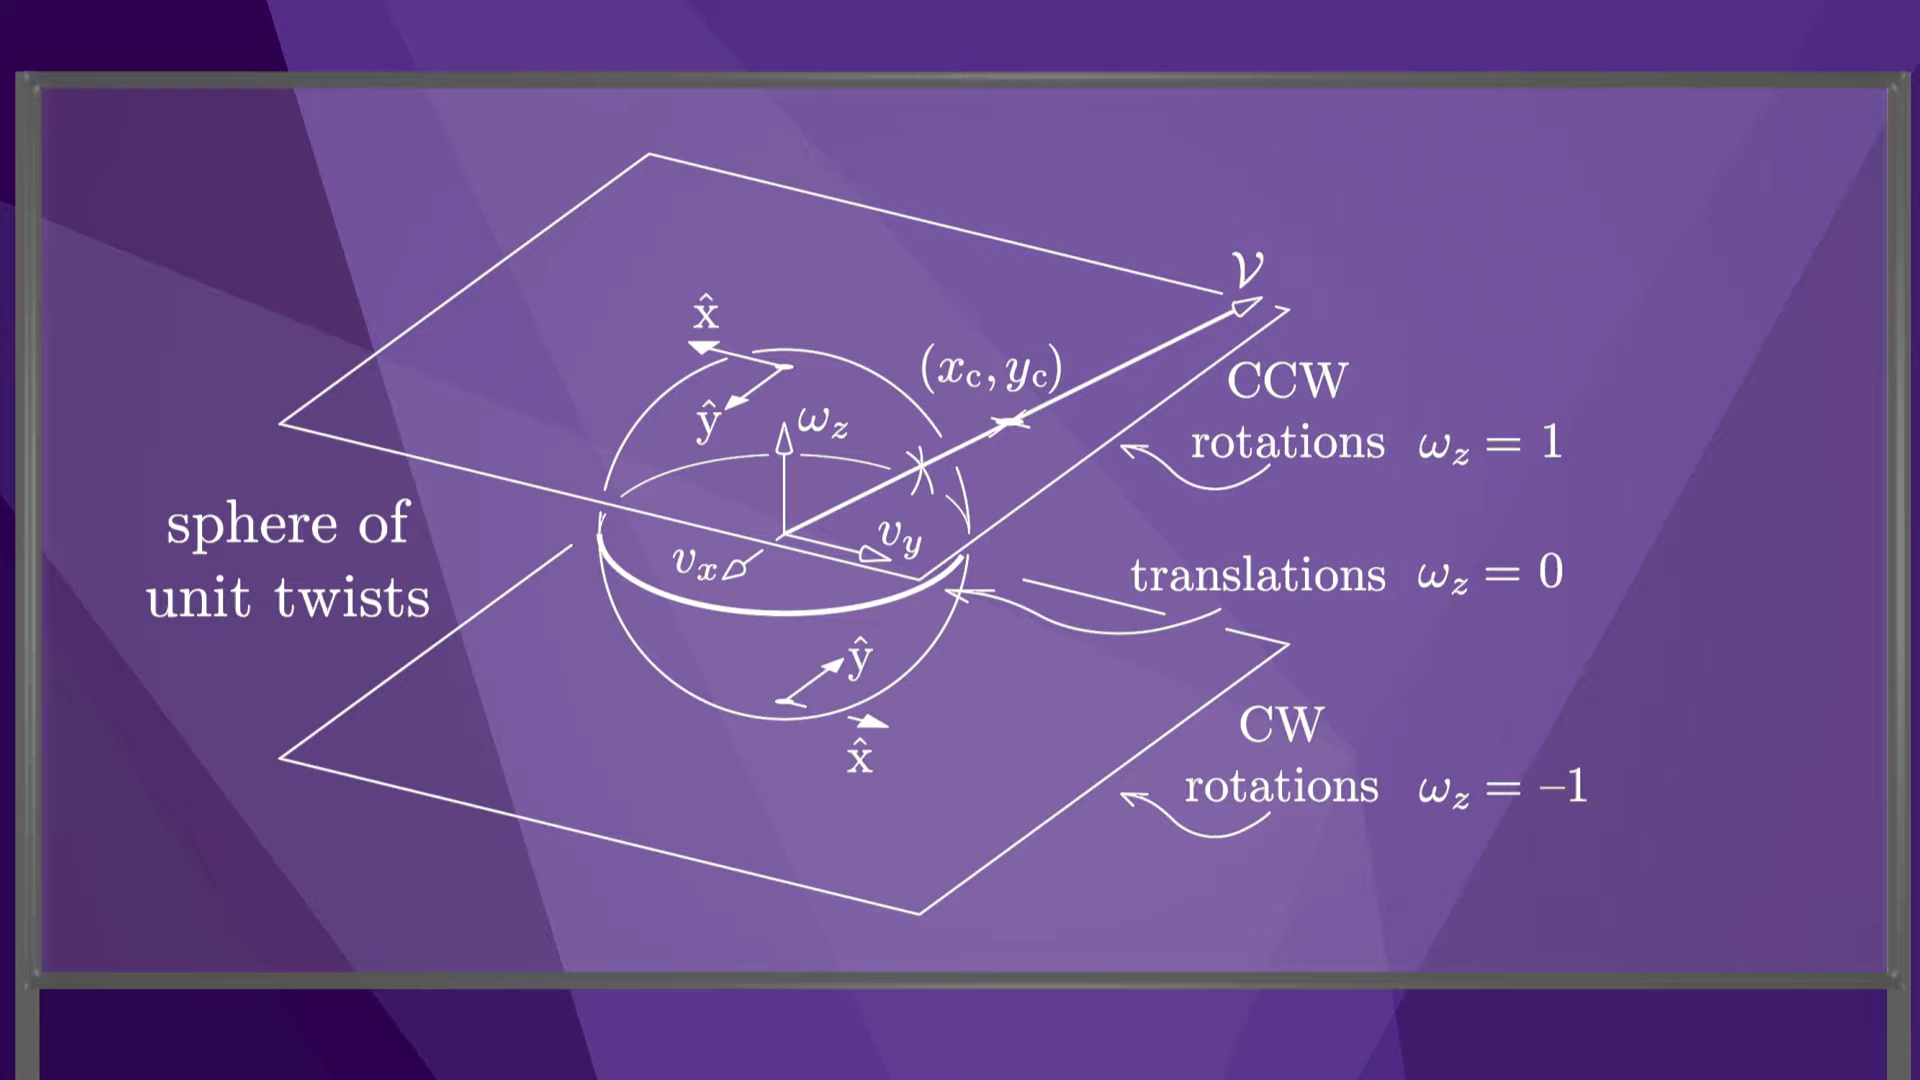 𝒱
x̂
(x_c, y_c)
CCW
rotations ω_z = 1
ŷ
ω_z
sphere of
unit twists
v_y
v_x
translations ω_z = 0
ŷ
x̂
CW
rotations ω_z = –1